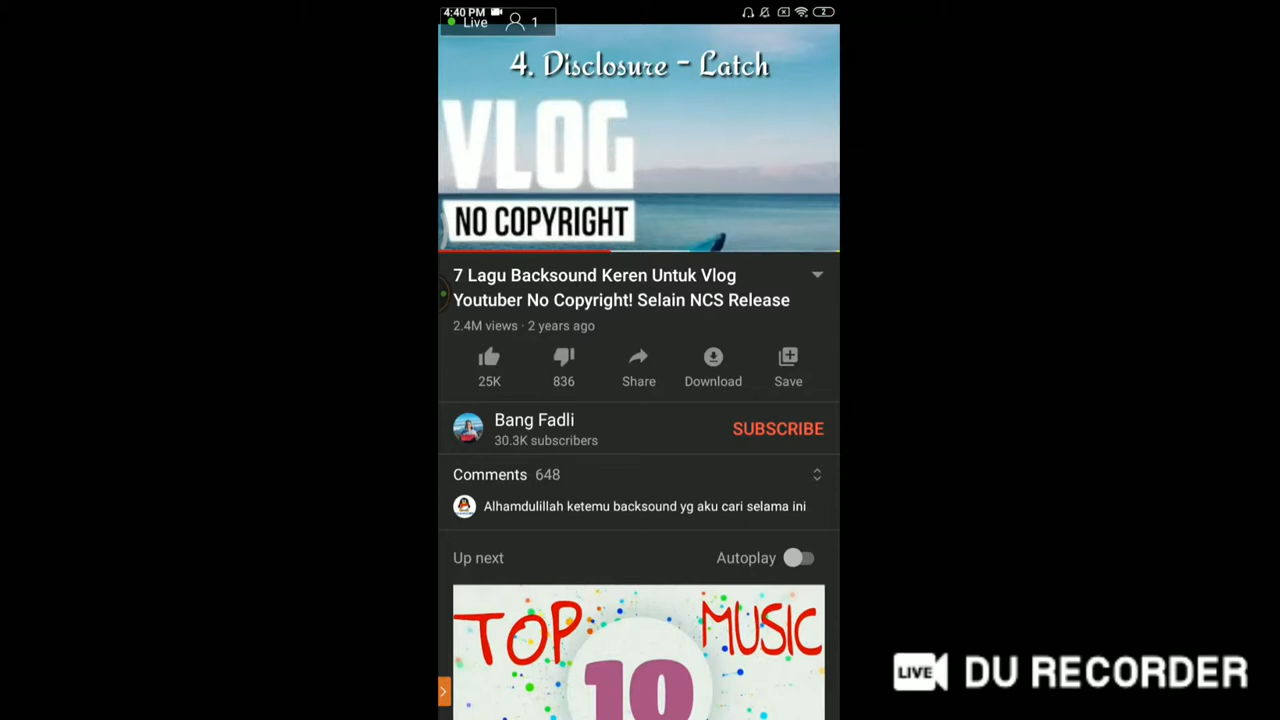 4:40 PM
2
Live 1
4. Disclosure - Latch
VLOG
NO COPYRIGHT
7 Lagu Backsound Keren Untuk Vlog
Youtuber No Copyright! Selain NCS Release
2.4M views · 2 years ago
25K 836 Share Download Save
Bang Fadli
30.3K subscribers
SUBSCRIBE
Comments 648
Alhamdulillah ketemu backsound yg aku cari selama ini
Up next Autoplay
TOP MUSIC
10
LIVE DU RECORDER